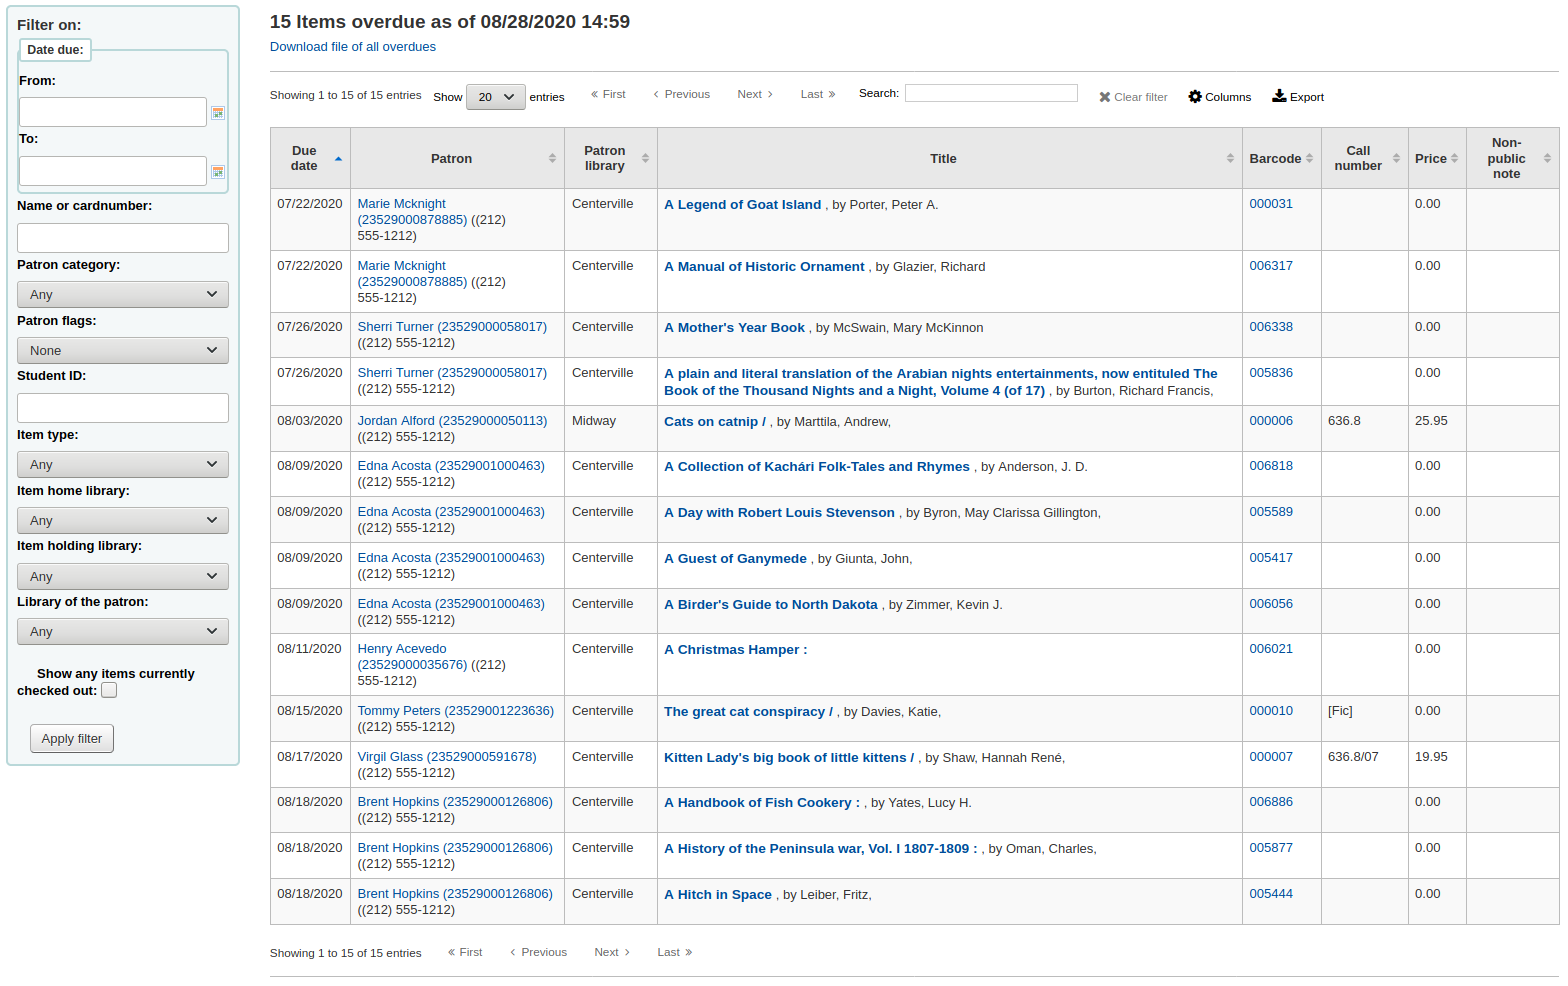 Filter on:
Date due:
From:
To:
Name or cardnumber:
Patron category:
Any
Patron flags:
None
Student ID:
Item type:
Any
Item home library:
Any
Item holding library:
Any
Library of the patron:
Any
Show any items currently
checked out:
Apply filter
15 Items overdue as of 08/28/2020 14:59
Download file of all overdues
Showing 1 to 15 of 15 entries Show 20 entries « First ‹ Previous Next › Last » Search: Clear filter Columns Export
Due date Patron Patron library Title Barcode Call number Price Non-public note
07/22/2020 Marie Mcknight Centerville A Legend of Goat Island , by Porter, Peter A. 000031 0.00
(23529000878885) ((212)
555-1212)
07/22/2020 Marie Mcknight Centerville A Manual of Historic Ornament , by Glazier, Richard 006317 0.00
(23529000878885) ((212)
555-1212)
07/26/2020 Sherri Turner (23529000058017) Centerville A Mother's Year Book , by McSwain, Mary McKinnon 006338 0.00
((212) 555-1212)
07/26/2020 Sherri Turner (23529000058017) Centerville A plain and literal translation of the Arabian nights entertainments, now entituled The 005836 0.00
((212) 555-1212) Book of the Thousand Nights and a Night, Volume 4 (of 17) , by Burton, Richard Francis,
08/03/2020 Jordan Alford (23529000050113) Midway Cats on catnip / , by Marttila, Andrew, 000006 636.8 25.95
((212) 555-1212)
08/09/2020 Edna Acosta (23529001000463) Centerville A Collection of Kachári Folk-Tales and Rhymes , by Anderson, J. D. 006818 0.00
((212) 555-1212)
08/09/2020 Edna Acosta (23529001000463) Centerville A Day with Robert Louis Stevenson , by Byron, May Clarissa Gillington, 005589 0.00
((212) 555-1212)
08/09/2020 Edna Acosta (23529001000463) Centerville A Guest of Ganymede , by Giunta, John, 005417 0.00
((212) 555-1212)
08/09/2020 Edna Acosta (23529001000463) Centerville A Birder's Guide to North Dakota , by Zimmer, Kevin J. 006056 0.00
((212) 555-1212)
08/11/2020 Henry Acevedo Centerville A Christmas Hamper : 006021 0.00
(23529000035676) ((212)
555-1212)
08/15/2020 Tommy Peters (23529001223636) Centerville The great cat conspiracy / , by Davies, Katie, 000010 [Fic] 0.00
((212) 555-1212)
08/17/2020 Virgil Glass (23529000591678) Centerville Kitten Lady's big book of little kittens / , by Shaw, Hannah René, 000007 636.8/07 19.95
((212) 555-1212)
08/18/2020 Brent Hopkins (23529000126806) Centerville A Handbook of Fish Cookery : , by Yates, Lucy H. 006886 0.00
((212) 555-1212)
08/18/2020 Brent Hopkins (23529000126806) Centerville A History of the Peninsula war, Vol. I 1807-1809 : , by Oman, Charles, 005877 0.00
((212) 555-1212)
08/18/2020 Brent Hopkins (23529000126806) Centerville A Hitch in Space , by Leiber, Fritz, 005444 0.00
((212) 555-1212)
Showing 1 to 15 of 15 entries « First ‹ Previous Next › Last »